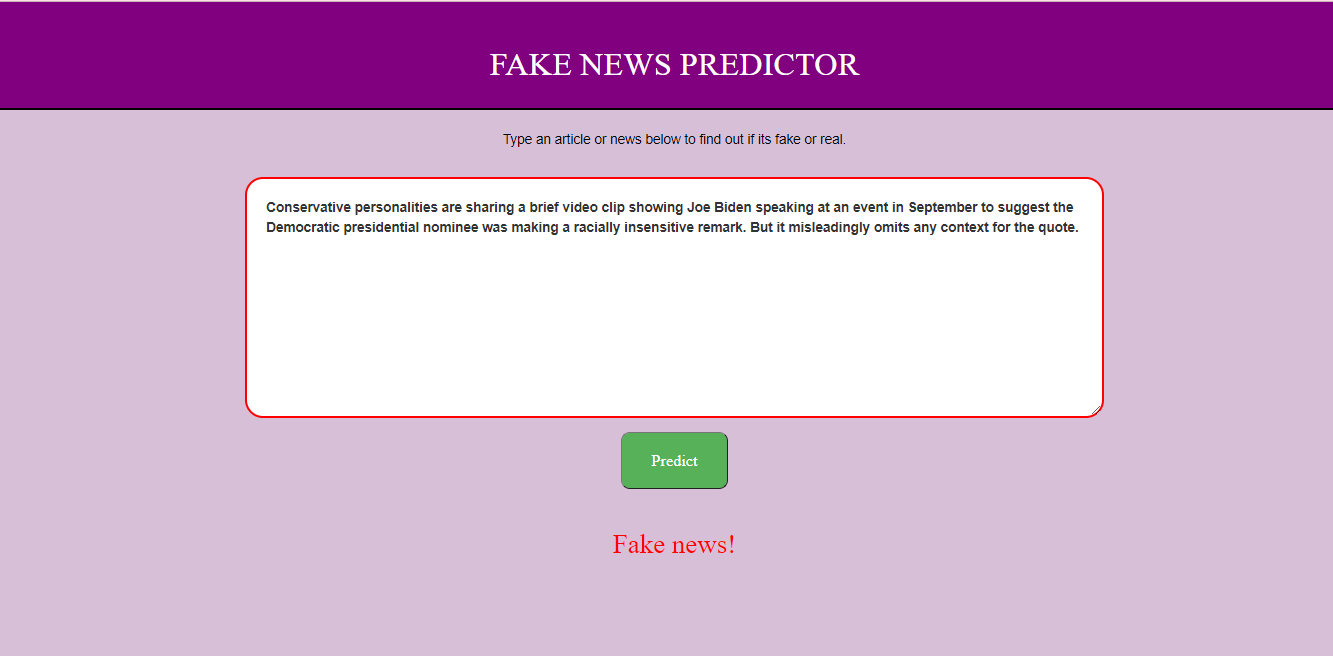 FAKE NEWS PREDICTOR
Type an article or news below to find out if its fake or real.
Conservative personalities are sharing a brief video clip showing Joe Biden speaking at an event in September to suggest the
Democratic presidential nominee was making a racially insensitive remark. But it misleadingly omits any context for the quote.
Predict
Fake news!